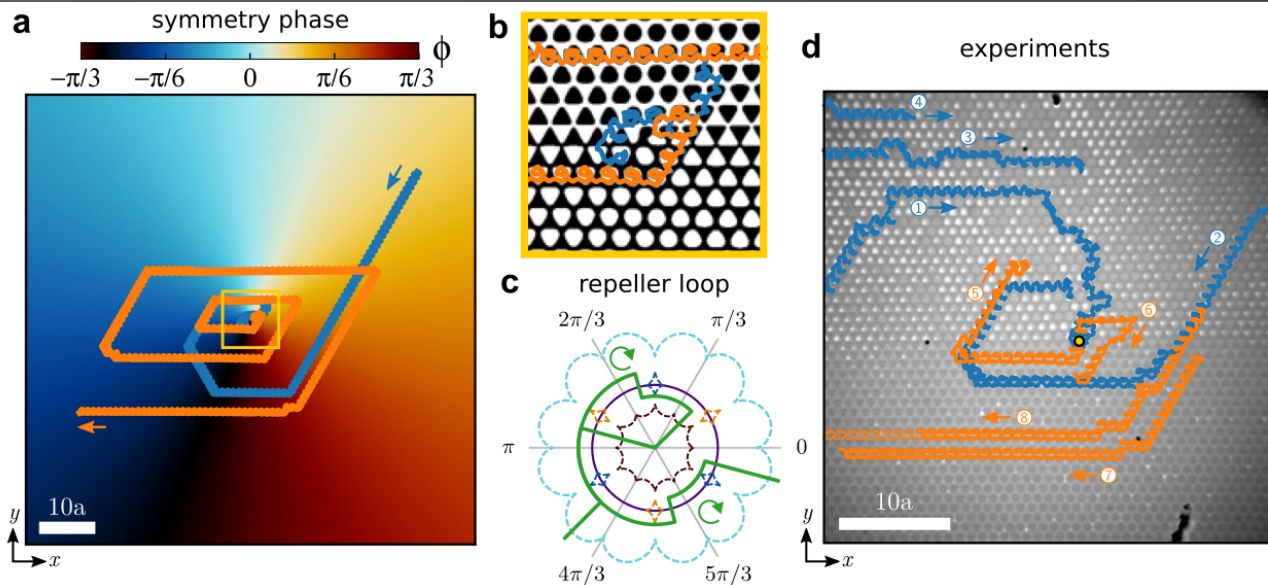 a
symmetry phase
ϕ
−π/3 −π/6 0 π/6 π/3
10a
y
x
b
c
repeller loop
2π/3 π/3
π 0
4π/3 5π/3
d
experiments
④
③
①
②
⑤
⑥
⑧
⑦
10a
y
x